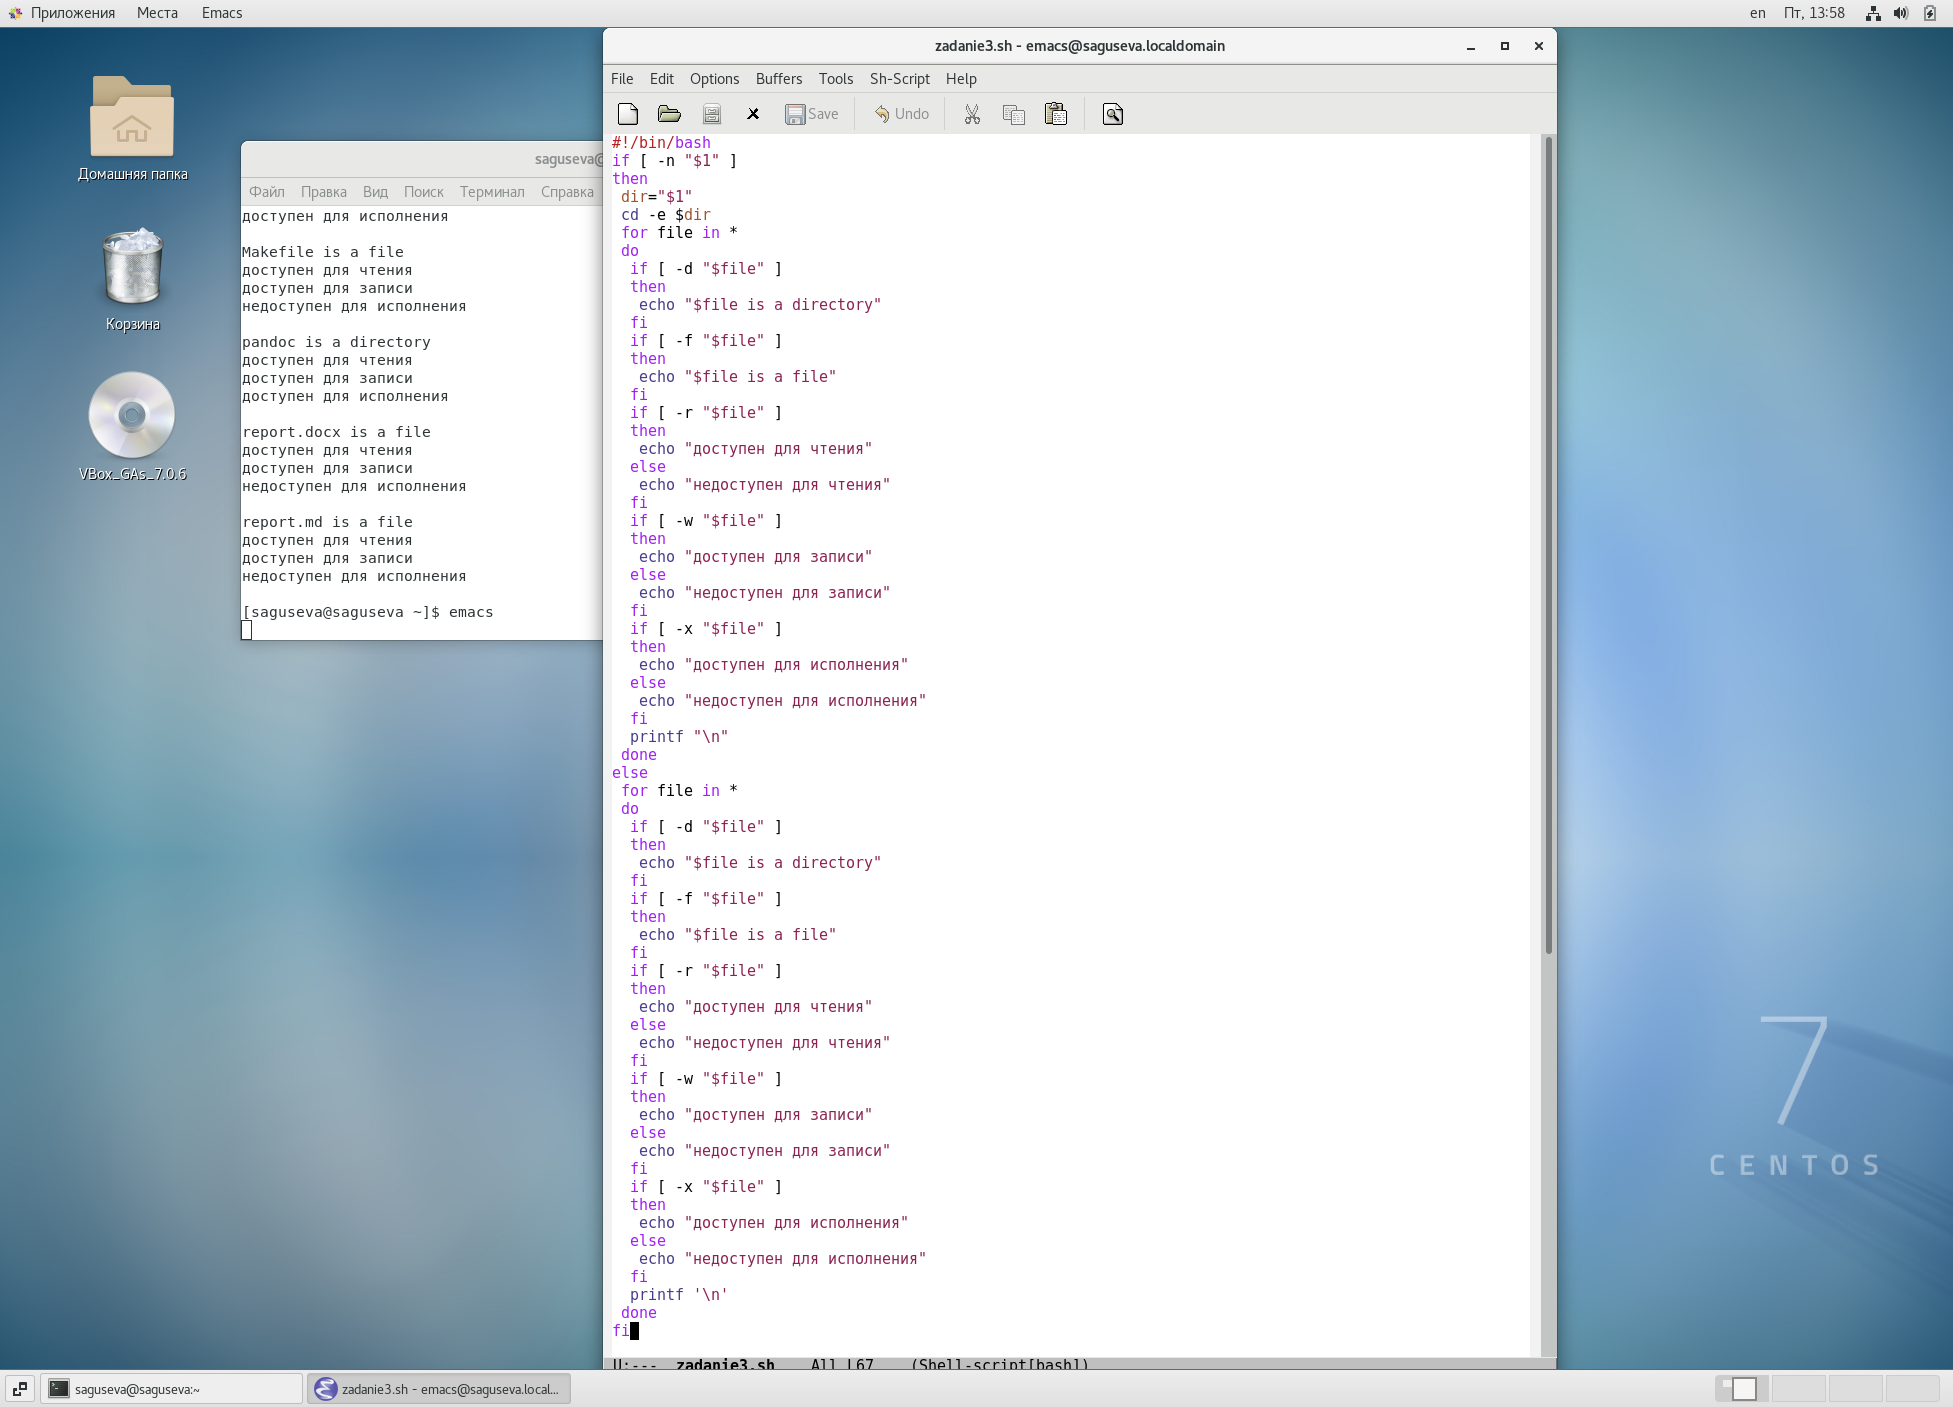 Приложения Места Emacs
en Пт, 13:58
Домашняя папка
Корзина
VBox_GAs_7.0.6
saguseva@
Файл Правка Вид Поиск Терминал Справка
доступен для исполнения
Makefile is a file
доступен для чтения
доступен для записи
недоступен для исполнения
pandoc is a directory
доступен для чтения
доступен для записи
доступен для исполнения
report.docx is a file
доступен для чтения
доступен для записи
недоступен для исполнения
report.md is a file
доступен для чтения
доступен для записи
недоступен для исполнения
[saguseva@saguseva ~]$ emacs
zadanie3.sh - emacs@saguseva.localdomain
File Edit Options Buffers Tools Sh-Script Help
Save Undo
#!/bin/bash
if [ -n "$1" ]
then
 dir="$1"
 cd -e $dir
 for file in *
 do
  if [ -d "$file" ]
  then
   echo "$file is a directory"
  fi
  if [ -f "$file" ]
  then
   echo "$file is a file"
  fi
  if [ -r "$file" ]
  then
   echo "доступен для чтения"
  else
   echo "недоступен для чтения"
  fi
  if [ -w "$file" ]
  then
   echo "доступен для записи"
  else
   echo "недоступен для записи"
  fi
  if [ -x "$file" ]
  then
   echo "доступен для исполнения"
  else
   echo "недоступен для исполнения"
  fi
  printf "\n"
 done
else
 for file in *
 do
  if [ -d "$file" ]
  then
   echo "$file is a directory"
  fi
  if [ -f "$file" ]
  then
   echo "$file is a file"
  fi
  if [ -r "$file" ]
  then
   echo "доступен для чтения"
  else
   echo "недоступен для чтения"
  fi
  if [ -w "$file" ]
  then
   echo "доступен для записи"
  else
   echo "недоступен для записи"
  fi
  if [ -x "$file" ]
  then
   echo "доступен для исполнения"
  else
   echo "недоступен для исполнения"
  fi
  printf '\n'
 done
fi
U:--- zadanie3.sh All L67 (Shell-script[bash])
7
CENTOS
saguseva@saguseva:~
zadanie3.sh - emacs@saguseva.local...